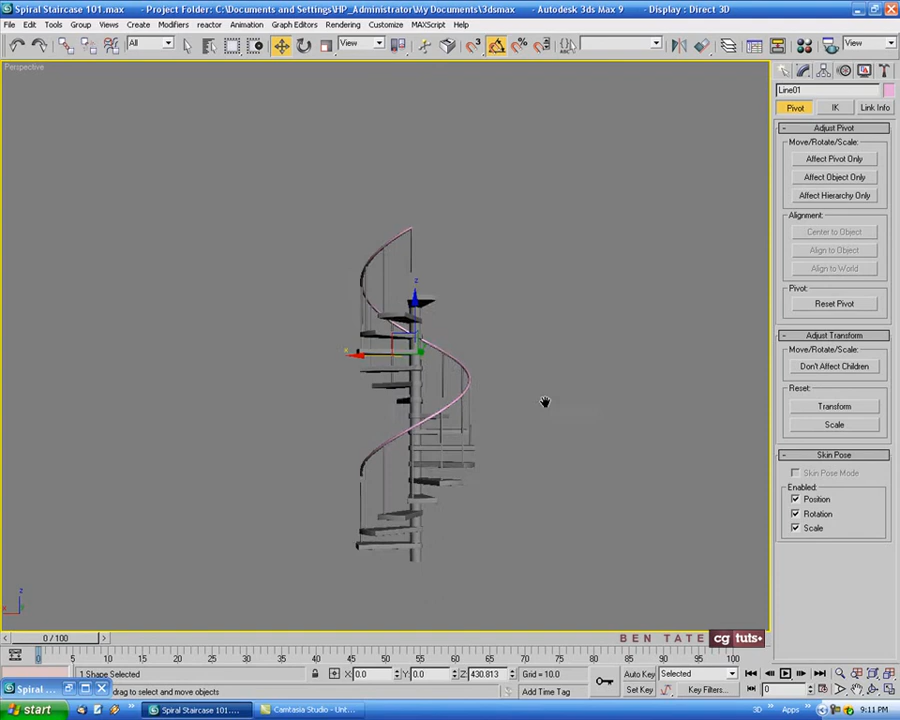 Spiral Staircase 101.max - Project Folder: C:\Documents and Settings\HP_Administrator\My Documents\3dsmax - Autodesk 3ds Max 9 - Display : Direct 3D
File Edit Tools Group Views Create Modifiers reactor Animation Graph Editors Rendering Customize MAXScript Help
All View View
Perspective
Line01
Pivot IK Link Info
- Adjust Pivot
Move/Rotate/Scale:
Affect Pivot Only
Affect Object Only
Affect Hierarchy Only
Alignment:
Center to Object
Align to Object
Align to World
Pivot:
Reset Pivot
- Adjust Transform
Move/Rotate/Scale:
Don't Affect Children
Reset:
Transform
Scale
- Skin Pose
Skin Pose Mode
Enabled:
Position
Rotation
Scale
z
z
x
BEN TATE cg tuts+
< 0 / 100 >
0 5 10 15 20 25 30 35 40 45 50 55 60 65 70 75 80 85 90 95 100
1 Shape Selected X: 0.0 Y: 0.0 Z: 430.813 Grid = 10.0 Auto Key Selected
Spiral ... drag to select and move objects Add Time Tag Set Key Key Filters... 0
start Spiral Staircase 101.... Camtasia Studio - Unt... 3D Apps 9:11 PM